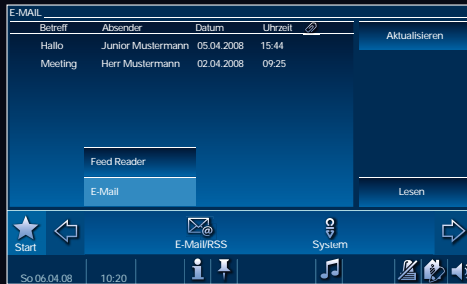 E-MAIL
Betreff Absender Datum Uhrzeit
Aktualisieren
Hallo Junior Mustermann 05.04.2008 15:44
Meeting Herr Mustermann 02.04.2008 09:25
Feed Reader
E-Mail
Lesen
Start
E-Mail/RSS
System
So 06.04.08 10:20